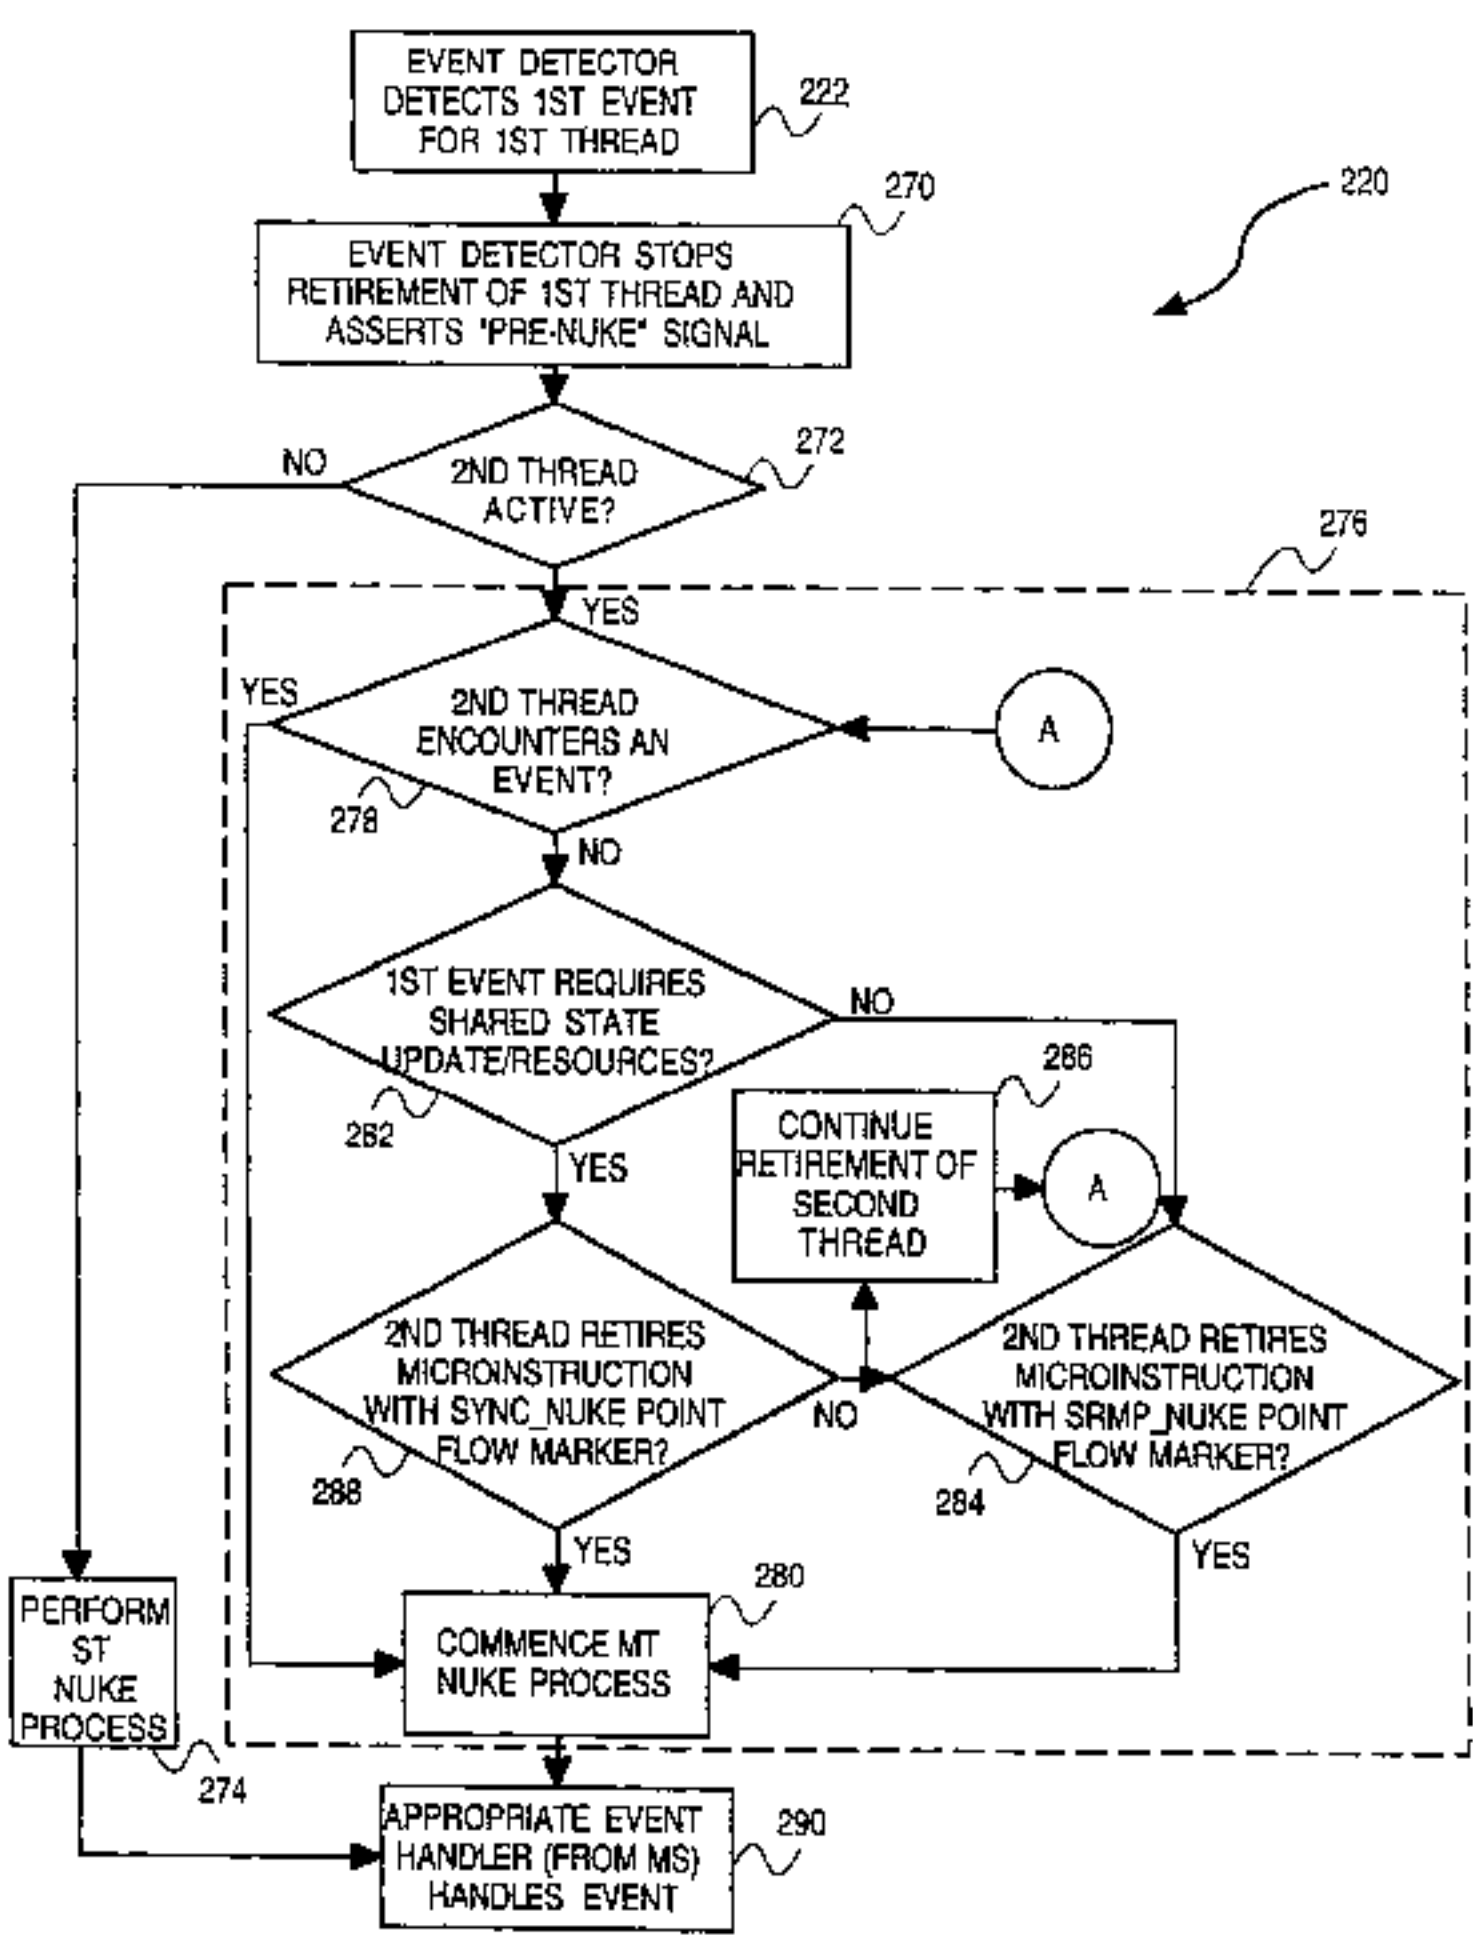 EVENT DETECTOR
DETECTS 1ST EVENT
FOR 1ST THREAD
222
270
220
EVENT DETECTOR STOPS
RETIREMENT OF 1ST THREAD AND
ASSERTS "PRE-NUKE" SIGNAL
272
NO
2ND THREAD
ACTIVE?
276
YES
YES
2ND THREAD
ENCOUNTERS AN
EVENT?
A
278
NO
1ST EVENT REQUIRES
SHARED STATE
UPDATE/RESOURCES?
NO
282
286
YES
CONTINUE
RETIREMENT OF
SECOND
THREAD
A
2ND THREAD RETIRES
MICROINSTRUCTION
WITH SYNC_NUKE POINT
FLOW MARKER?
NO
2ND THREAD RETIRES
MICROINSTRUCTION
WITH SRMP_NUKE POINT
FLOW MARKER?
288
284
YES
YES
280
PERFORM
ST
NUKE
PROCESS
COMMENCE MT
NUKE PROCESS
274
APPROPRIATE EVENT
HANDLER (FROM MS)
HANDLES EVENT
290